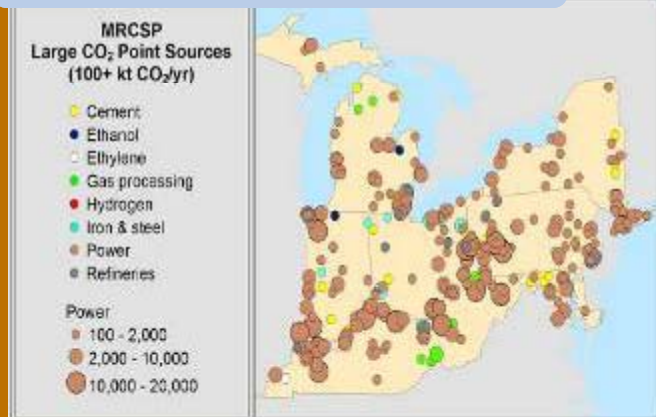 MRCSP
Large CO₂ Point Sources
(100+ kt CO₂/yr)
Cement
Ethanol
Ethylene
Gas processing
Hydrogen
Iron & steel
Power
Refineries
Power
100 - 2,000
2,000 - 10,000
10,000 - 20,000